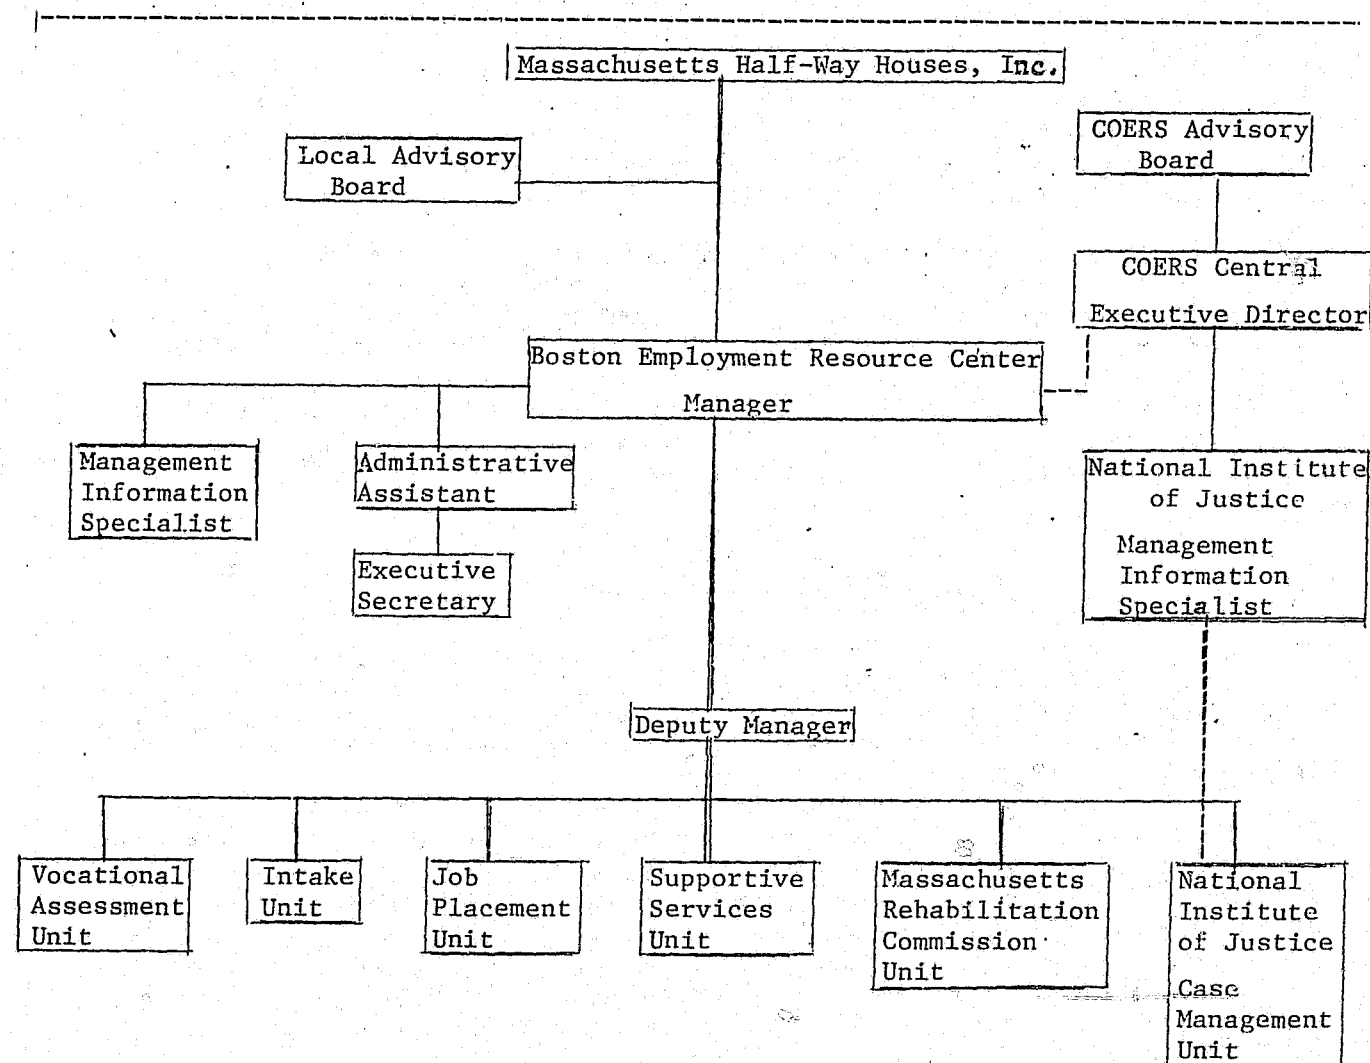 Massachusetts Half-Way Houses, Inc.
Local Advisory
Board
COERS Advisory
Board
COERS Central
Executive Director
Boston Employment Resource Center
Manager
Management
Information
Specialist
Administrative
Assistant
Executive
Secretary
National Institute
of Justice
Management
Information
Specialist
Deputy Manager
Vocational
Assessment
Unit
Intake
Unit
Job
Placement
Unit
Supportive
Services
Unit
Massachusetts
Rehabilitation
Commission
Unit
National
Institute
of Justice
Case
Management
Unit